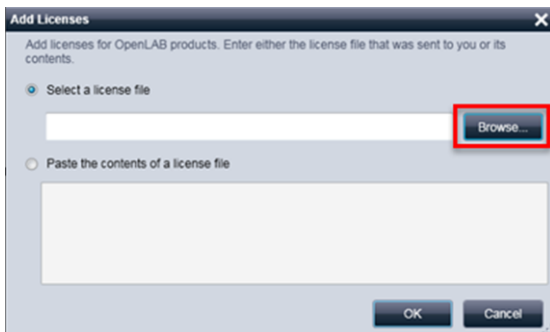 Add Licenses
Add licenses for OpenLAB products. Enter either the license file that was sent to you or its
contents.
Select a license file
Browse...
Paste the contents of a license file
OK Cancel